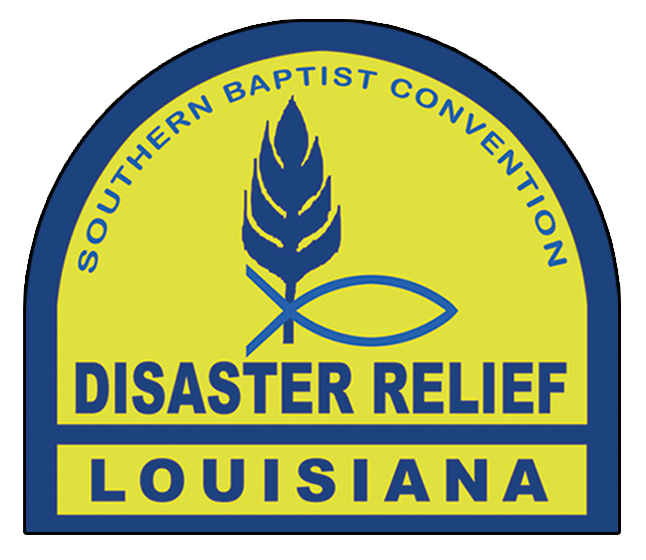 SOUTHERN BAPTIST CONVENTION
DISASTER RELIEF
LOUISIANA